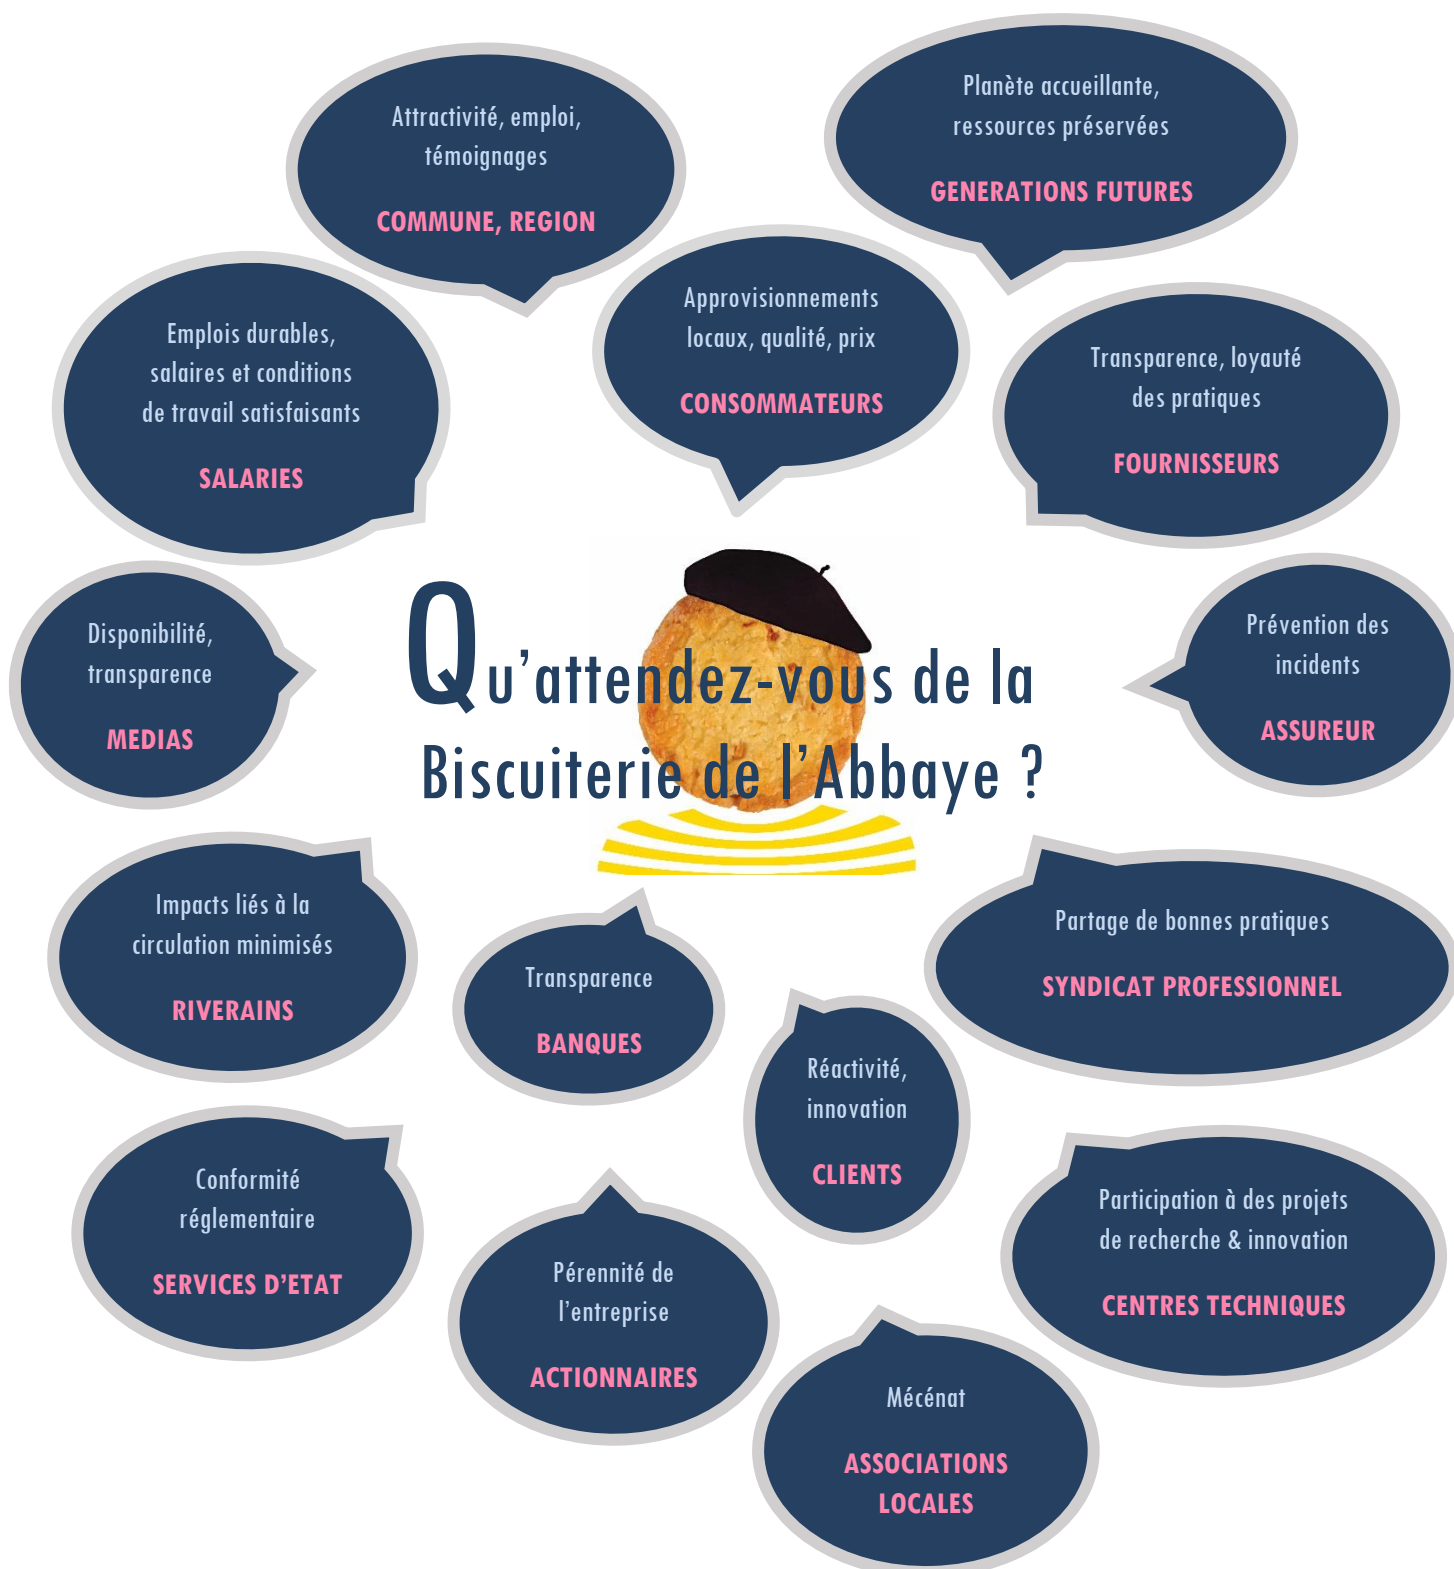 Attractivité, emploi,
témoignages
COMMUNE, REGION
Planète accueillante,
ressources préservées
GENERATIONS FUTURES
Emplois durables,
salaires et conditions
de travail satisfaisants
SALARIES
Approvisionnements
locaux, qualité, prix
CONSOMMATEURS
Transparence, loyauté
des pratiques
FOURNISSEURS
Disponibilité,
transparence
MEDIAS
Qu’attendez-vous de la
Biscuiterie de l’Abbaye ?
Prévention des
incidents
ASSUREUR
Impacts liés à la
circulation minimisés
RIVERAINS
Transparence
BANQUES
Partage de bonnes pratiques
SYNDICAT PROFESSIONNEL
Réactivité,
innovation
CLIENTS
Conformité
réglementaire
SERVICES D’ETAT
Pérennité de
l’entreprise
ACTIONNAIRES
Participation à des projets
de recherche & innovation
CENTRES TECHNIQUES
Mécénat
ASSOCIATIONS
LOCALES